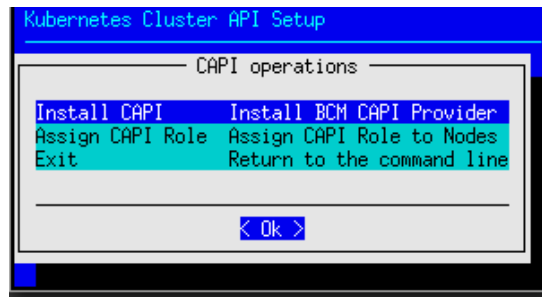 Kubernetes Cluster API Setup
CAPI operations
Install CAPI Install BCM CAPI Provider
Assign CAPI Role Assign CAPI Role to Nodes
Exit Return to the command line
< Ok >